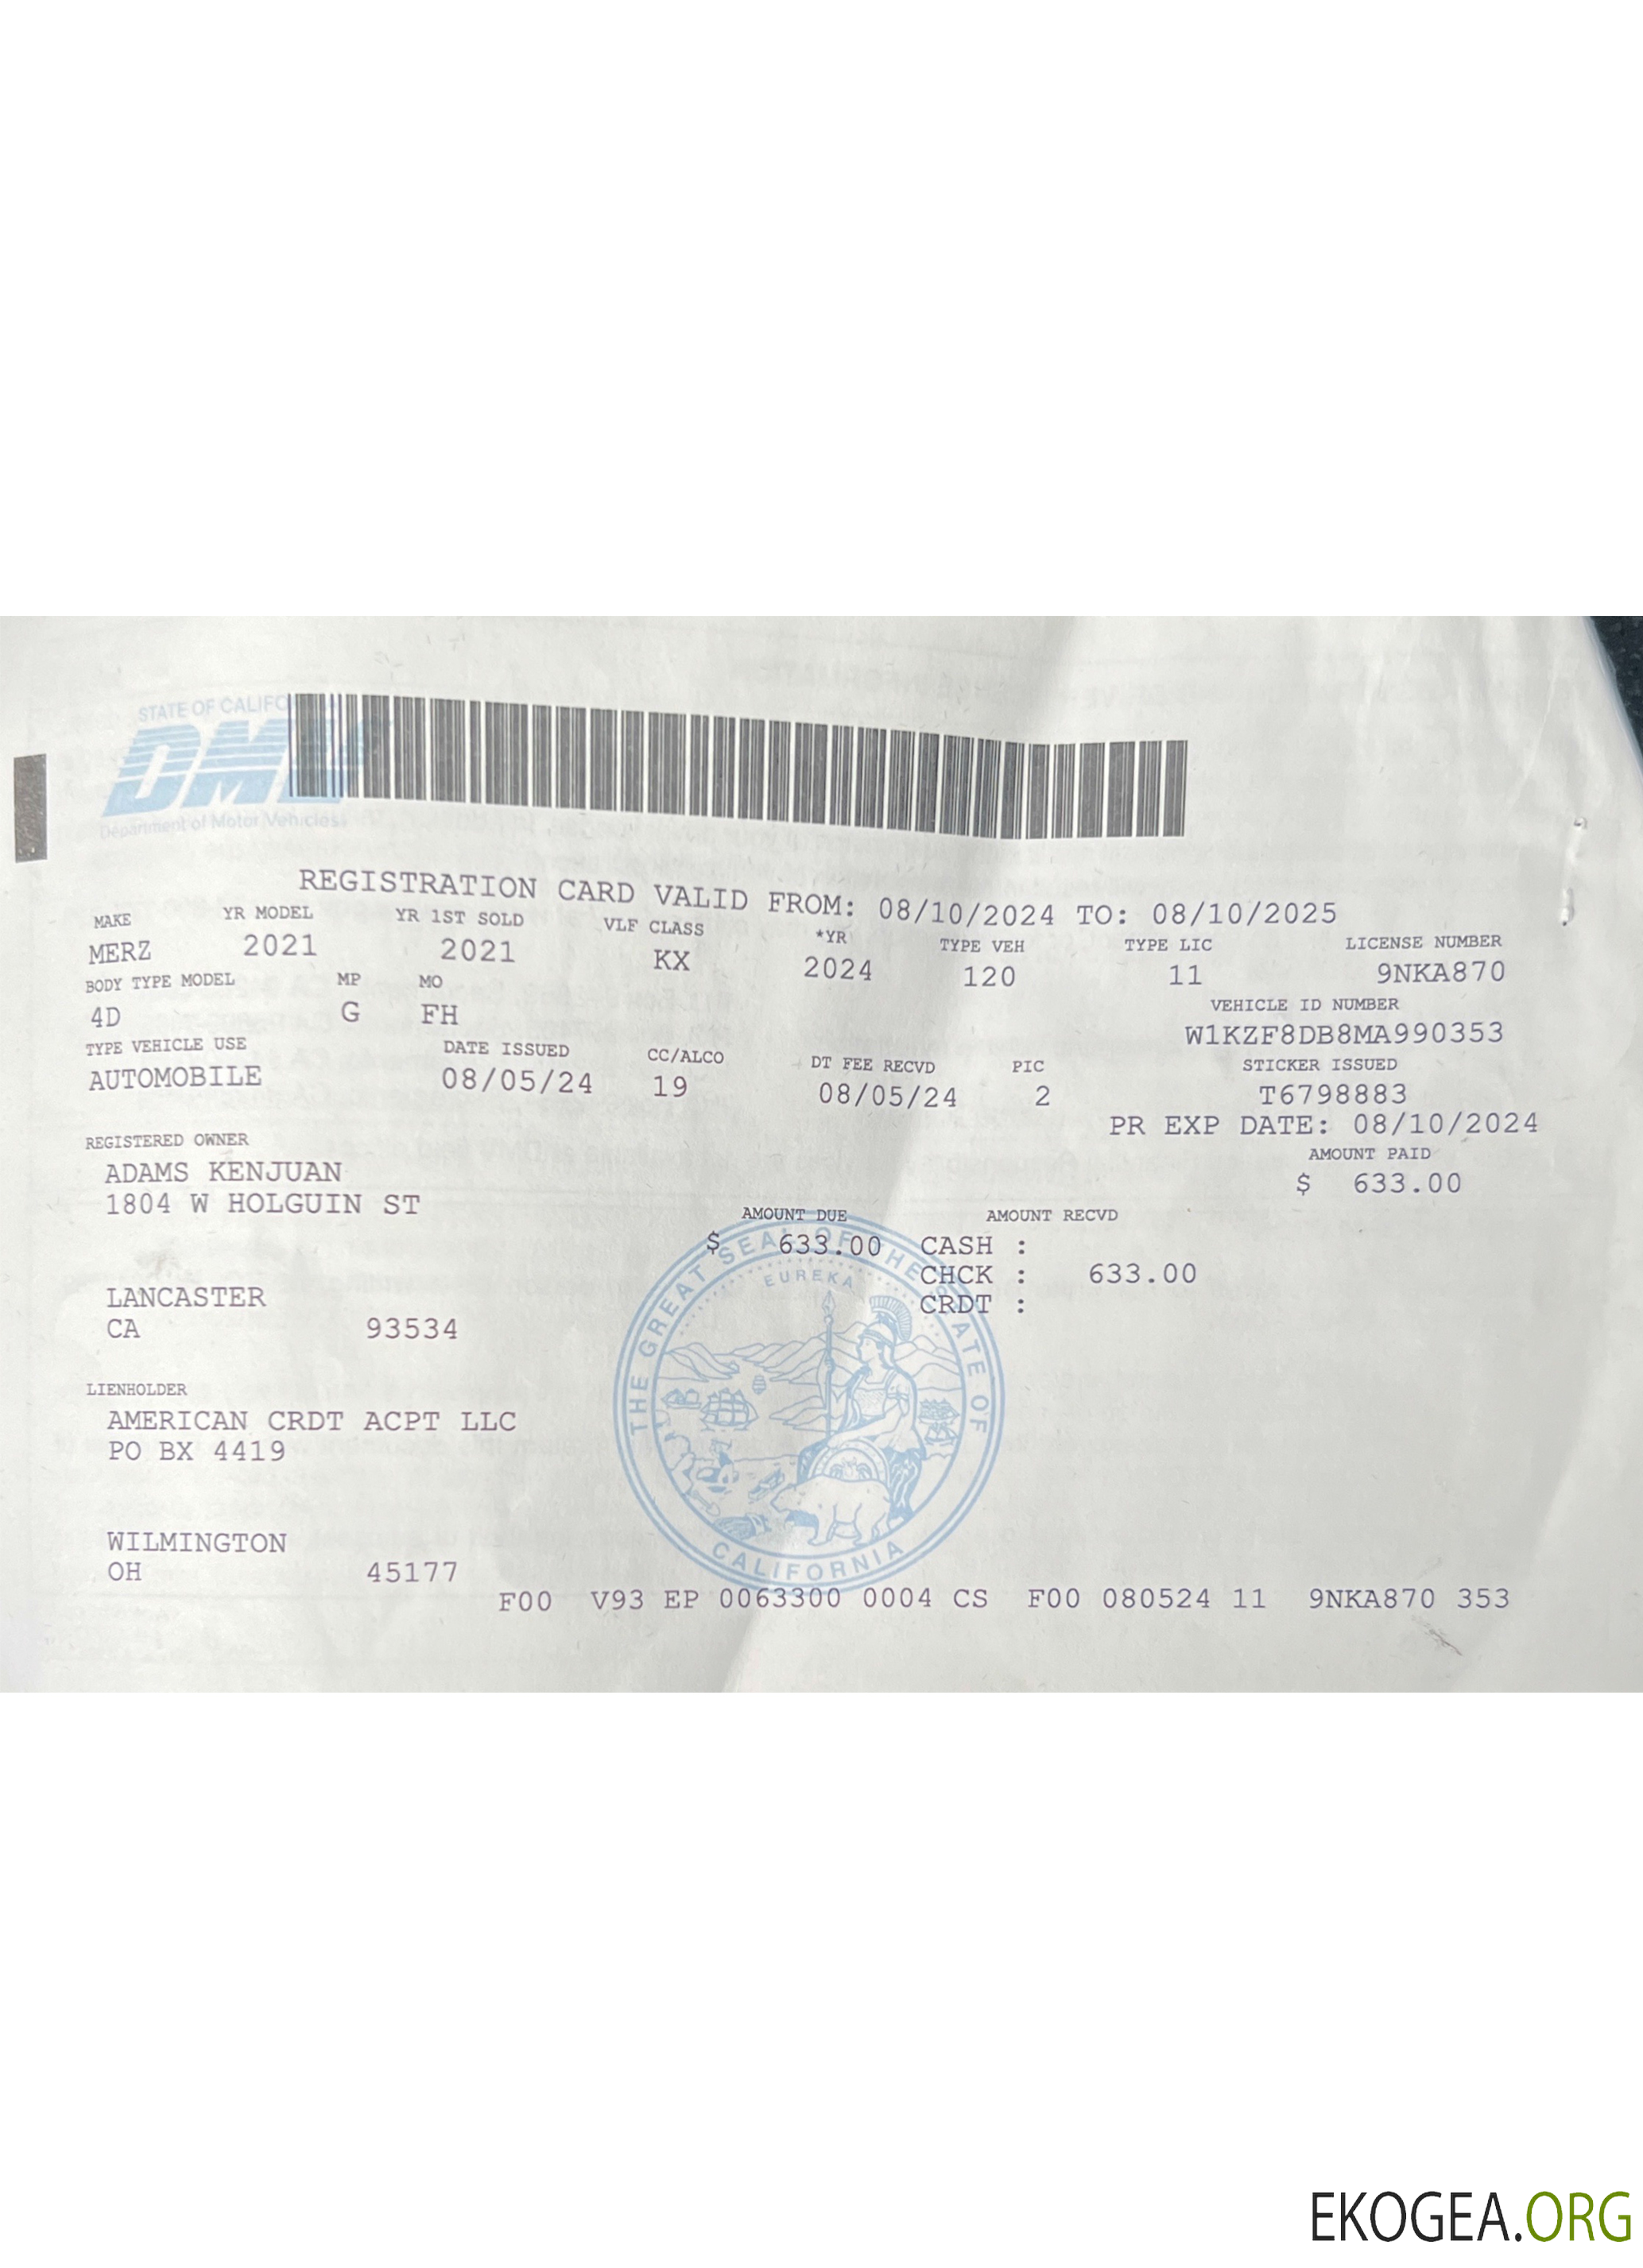 STATE OF CALIFO
DMV
Department of Motor Vehicles
REGISTRATION CARD VALID FROM: 08/10/2024 TO: 08/10/2025
MAKE YR MODEL YR 1ST SOLD VLF CLASS *YR TYPE VEH TYPE LIC LICENSE NUMBER
MERZ 2021 2021 KX 2024 120 11 9NKA870
BODY TYPE MODEL MP MO VEHICLE ID NUMBER
4D G FH W1KZF8DB8MA990353
TYPE VEHICLE USE DATE ISSUED CC/ALCO DT FEE RECVD PIC STICKER ISSUED
AUTOMOBILE 08/05/24 19 08/05/24 2 T6798883
PR EXP DATE: 08/10/2024
REGISTERED OWNER AMOUNT PAID
ADAMS KENJUAN $ 633.00
1804 W HOLGUIN ST
AMOUNT DUE AMOUNT RECVD
$ 633.00 CASH :
CHCK : 633.00
CRDT :
LANCASTER
CA 93534
THE GREAT SEAL OF THE STATE OF CALIFORNIA
EUREKA
LIENHOLDER
AMERICAN CRDT ACPT LLC
PO BX 4419
WILMINGTON
OH 45177
F00 V93 EP 0063300 0004 CS F00 080524 11 9NKA870 353
EKOGEA.ORG